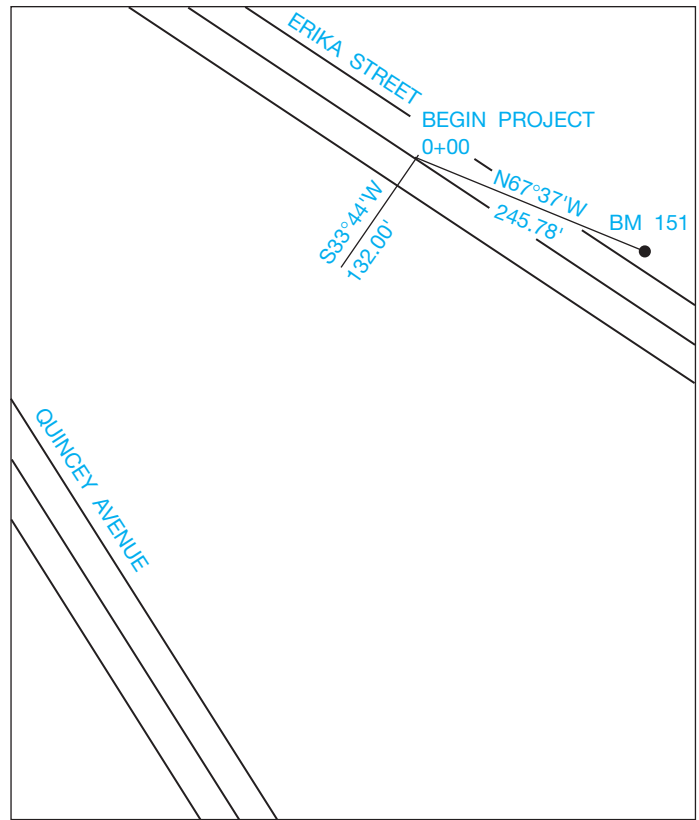 ERIKA STREET
BEGIN PROJECT
0+00
N67°37'W
245.78'
BM 151
S33°44'W
132.00'
QUINCEY AVENUE